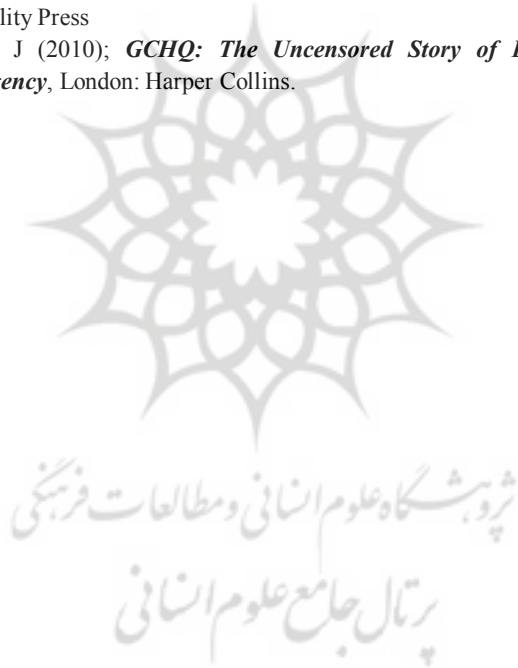 lity Press
J (2010); GCHQ: The Uncensored Story of
ency, London: Harper Collins.
پژوهشگاه علوم انسانی و مطالعات فرهنگی
پرتال جامع علوم انسانی